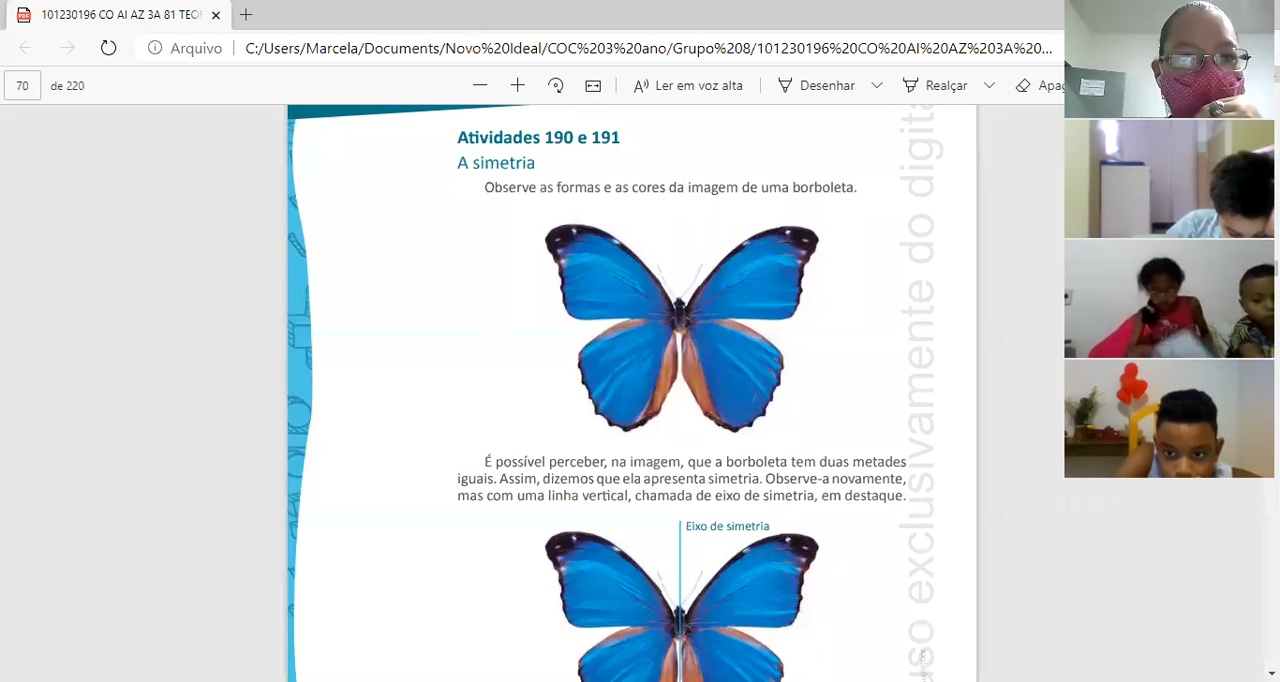 101230196 CO AI AZ 3A 81 TEO
Arquivo
C:/Users/Marcela/Documents/Novo%20Ideal/COC%203%20ano/Grupo%208/101230196%20CO%20AI%20AZ%203A%20...
70 de 220
Ler em voz alta
Desenhar
Realçar
Apag
Atividades 190 e 191
A simetria
Observe as formas e as cores da imagem de uma borboleta.
É possível perceber, na imagem, que a borboleta tem duas metades
iguais. Assim, dizemos que ela apresenta simetria. Observe-a novamente,
mas com uma linha vertical, chamada de eixo de simetria, em destaque.
Eixo de simetria
uso exclusivamente do digita